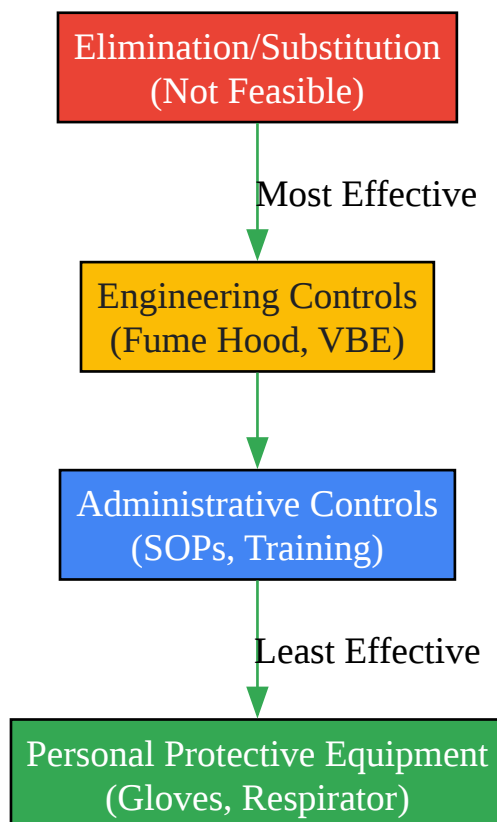 Elimination/Substitution
(Not Feasible)
Most Effective
Engineering Controls
(Fume Hood, VBE)
Administrative Controls
(SOPs, Training)
Least Effective
Personal Protective Equipment
(Gloves, Respirator)